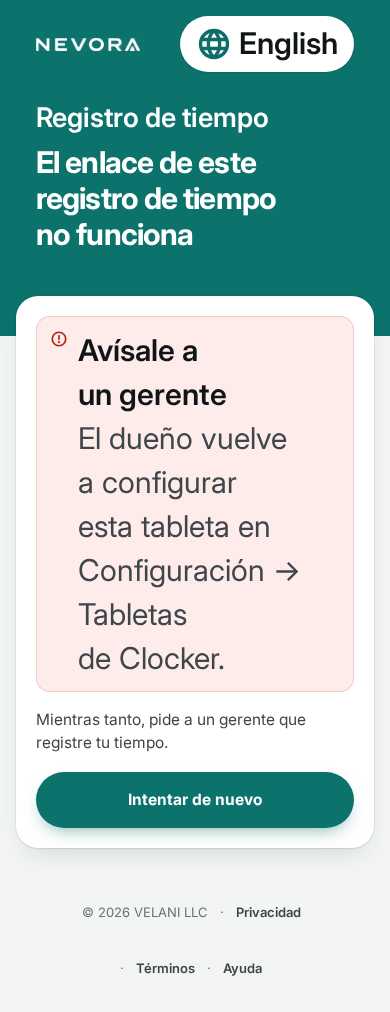 NEVORA
English
Registro de tiempo
El enlace de este
registro de tiempo
no funciona
Avísale a
un gerente
El dueño vuelve
a configurar
esta tableta en
Configuración →
Tabletas
de Clocker.
Mientras tanto, pide a un gerente que
registre tu tiempo.
Intentar de nuevo
© 2026 VELANI LLC · Privacidad
· Términos · Ayuda